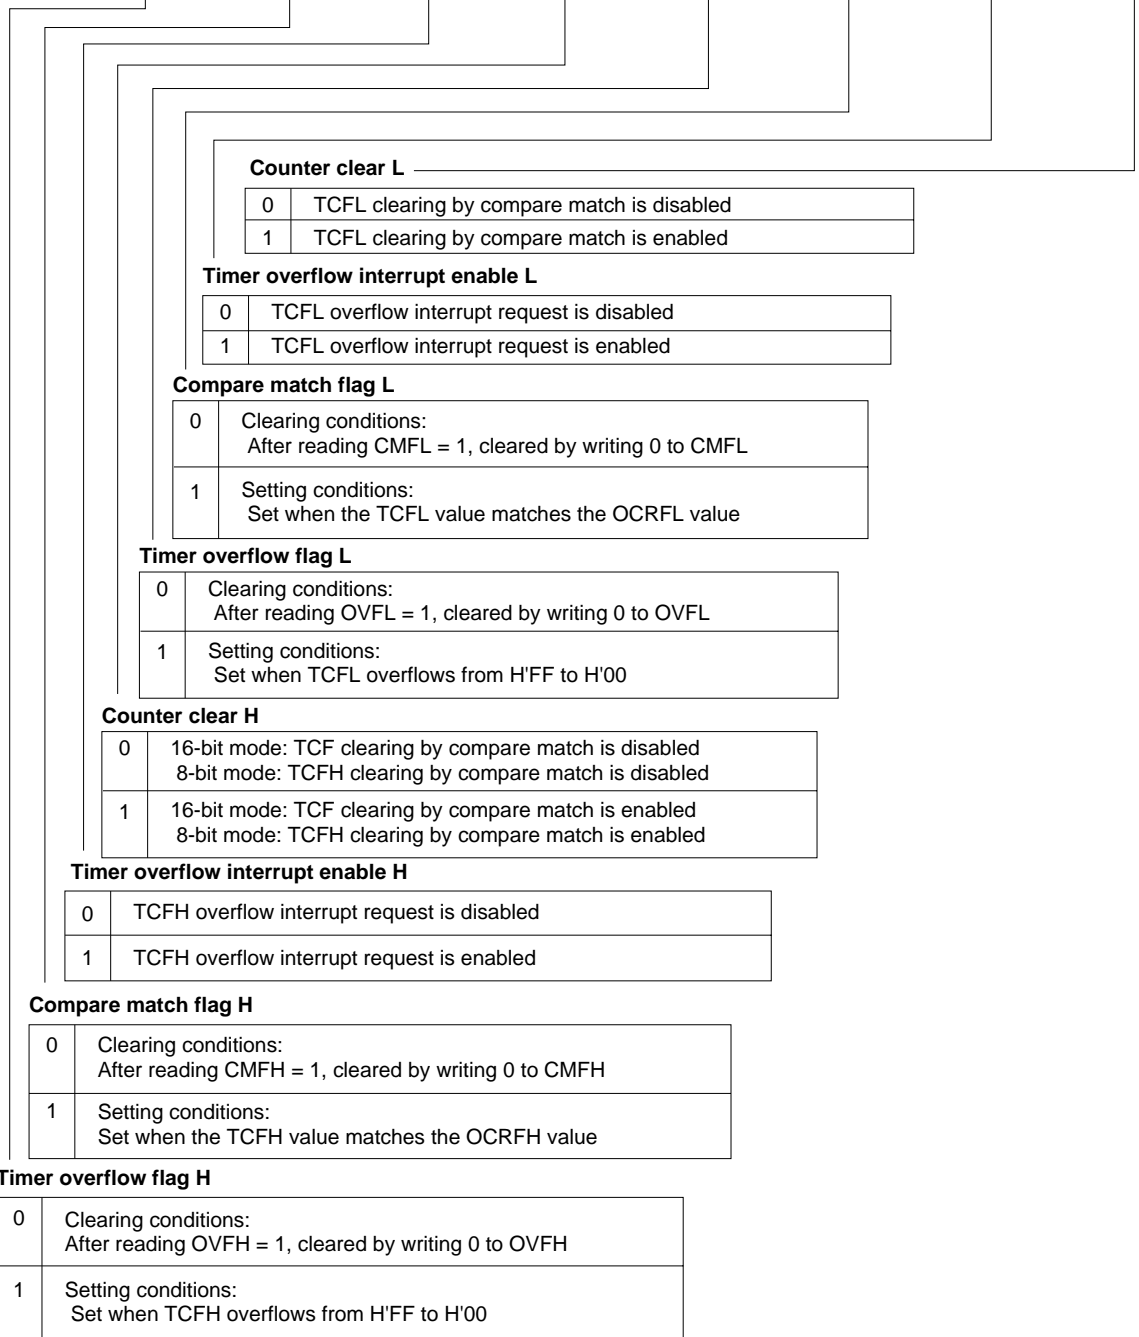 Counter clear L
0 TCFL clearing by compare match is disabled
1 TCFL clearing by compare match is enabled
Timer overflow interrupt enable L
0 TCFL overflow interrupt request is disabled
1 TCFL overflow interrupt request is enabled
Compare match flag L
0 Clearing conditions:
After reading CMFL = 1, cleared by writing 0 to CMFL
1 Setting conditions:
Set when the TCFL value matches the OCRFL value
Timer overflow flag L
0 Clearing conditions:
After reading OVFL = 1, cleared by writing 0 to OVFL
1 Setting conditions:
Set when TCFL overflows from H'FF to H'00
Counter clear H
0 16-bit mode: TCF clearing by compare match is disabled
8-bit mode: TCFH clearing by compare match is disabled
1 16-bit mode: TCF clearing by compare match is enabled
8-bit mode: TCFH clearing by compare match is enabled
Timer overflow interrupt enable H
0 TCFH overflow interrupt request is disabled
1 TCFH overflow interrupt request is enabled
Compare match flag H
0 Clearing conditions:
After reading CMFH = 1, cleared by writing 0 to CMFH
1 Setting conditions:
Set when the TCFH value matches the OCRFH value
Timer overflow flag H
0 Clearing conditions:
After reading OVFH = 1, cleared by writing 0 to OVFH
1 Setting conditions:
Set when TCFH overflows from H'FF to H'00